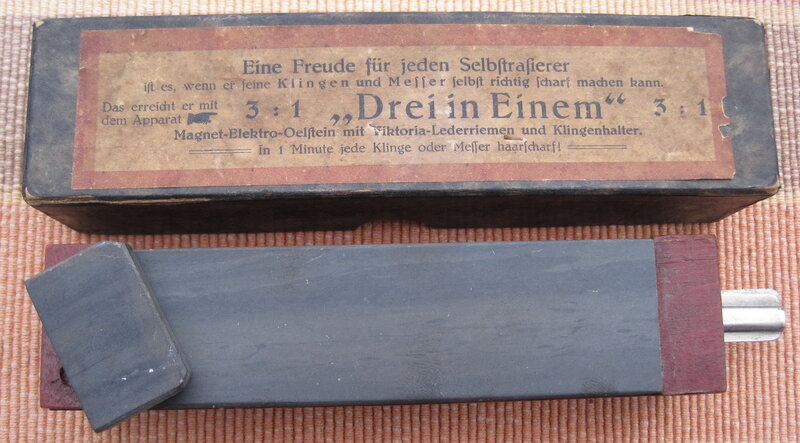 Eine Freude für jeden Selbſtraſierer
iſt es, wenn er ſeine Klingen und Meſſer ſelbſt richtig ſcharf machen kann.
Das erreicht er mit
dem Apparat 3 : 1 „Drei in Einem“ 3 : 1
Magnet-Elektro-Oelſtein mit Viktoria-Lederriemen und Klingenhalter.
In 1 Minute jede Klinge oder Meſſer haarſcharf!